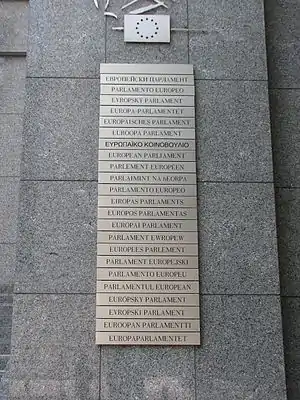 ЕВРОПЕЙСКИ ПАРЛАМЕНТ
PARLAMENTO EUROPEO
EVROPSKÝ PARLAMENT
EUROPA-PARLAMENTET
EUROPÄISCHES PARLAMENT
EUROOPA PARLAMENT
ΕΥΡΩΠΑΪΚΟ ΚΟΙΝΟΒΟΥΛΙΟ
EUROPEAN PARLIAMENT
PARLEMENT EUROPÉEN
PARLAIMINT NA hEORPA
PARLAMENTO EUROPEO
EIROPAS PARLAMENTS
EUROPOS PARLAMENTAS
EURÓPAI PARLAMENT
PARLAMENT EWROPEW
EUROPEES PARLEMENT
PARLAMENT EUROPEJSKI
PARLAMENTO EUROPEU
PARLAMENTUL EUROPEAN
EURÓPSKY PARLAMENT
EVROPSKI PARLAMENT
EUROOPAN PARLAMENTTI
EUROPAPARLAMENTET